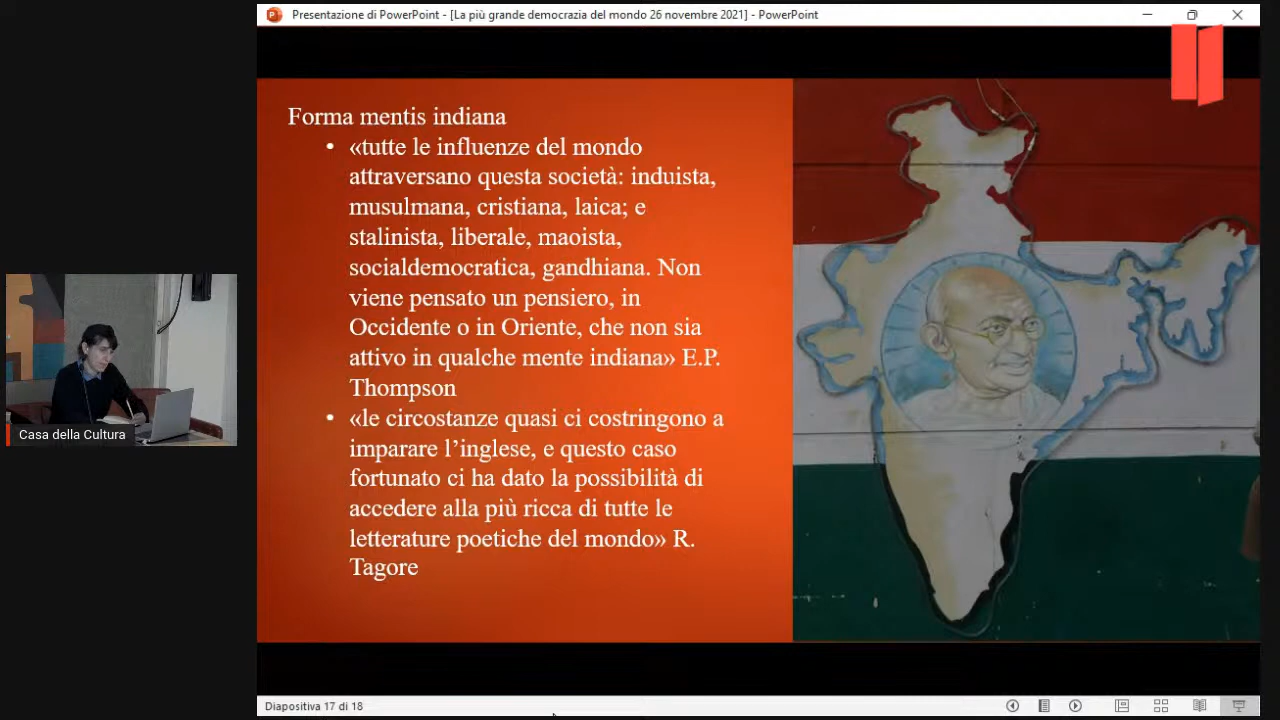 Presentazione di PowerPoint - [La più grande democrazia del mondo 26 novembre 2021] - PowerPoint
Forma mentis indiana
• «tutte le influenze del mondo
attraversano questa società: induista,
musulmana, cristiana, laica; e
stalinista, liberale, maoista,
socialdemocratica, gandhiana. Non
viene pensato un pensiero, in
Occidente o in Oriente, che non sia
attivo in qualche mente indiana» E.P.
Thompson
• «le circostanze quasi ci costringono a
imparare l’inglese, e questo caso
fortunato ci ha dato la possibilità di
accedere alla più ricca di tutte le
letterature poetiche del mondo» R.
Tagore
Casa della Cultura
Diapositiva 17 di 18